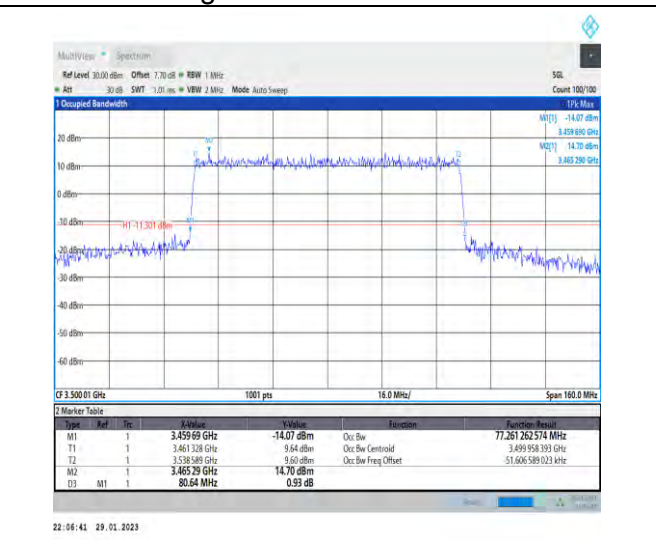 MultiView Spectrum
Ref Level 30.00 dBm Offset 7.70 dB RBW 1 MHz SGL
Att 30 dB SWT 1.01 ms VBW 2 MHz Mode Auto Sweep Count 100/100
1 Occupied Bandwidth 1Pk Max
M1[1] -14.07 dBm
3.459 690 GHz
M2[1] 14.70 dBm
3.465 290 GHz
20 dBm
M2
T1 T2
10 dBm
0 dBm
-10 dBm
H1 -11.301 dBm
-20 dBm
-30 dBm
-40 dBm
-50 dBm
-60 dBm
CF 3.500 01 GHz 1001 pts 16.0 MHz/ Span 160.0 MHz
2 Marker Table
Type Ref Trc X-Value Y-Value Function Function Result
M1 1 3.459 69 GHz -14.07 dBm Occ Bw 77.261 262 574 MHz
T1 1 3.461 328 GHz 9.64 dBm Occ Bw Centroid 3.499 958 393 GHz
T2 1 3.538 589 GHz 9.60 dBm Occ Bw Freq Offset -51.606 589 023 kHz
M2 1 3.465 29 GHz 14.70 dBm
D3 M1 1 80.64 MHz 0.93 dB
22:06:41 29.01.2023